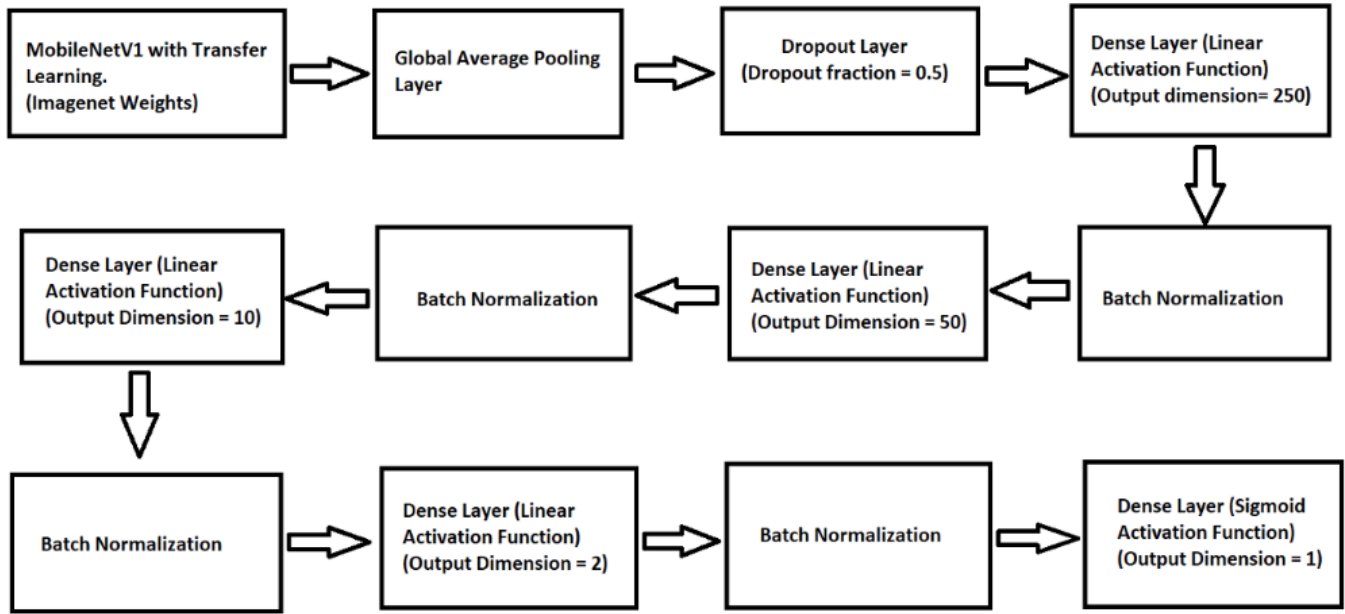 MobileNetV1 with Transfer
Learning.
(Imagenet Weights)
Global Average Pooling
Layer
Dropout Layer
(Dropout fraction = 0.5)
Dense Layer (Linear
Activation Function)
(Output dimension= 250)
Batch Normalization
Dense Layer (Linear
Activation Function)
(Output Dimension = 50)
Batch Normalization
Dense Layer (Linear
Activation Function)
(Output Dimension = 10)
Batch Normalization
Dense Layer (Linear
Activation Function)
(Output Dimension = 2)
Batch Normalization
Dense Layer (Sigmoid
Activation Function)
(Output Dimension = 1)